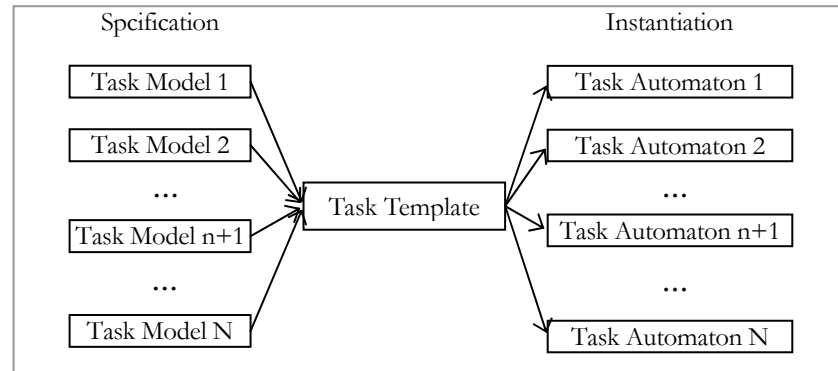 Spcification
Instantiation
Task Model 1
Task Automaton 1
Task Model 2
Task Automaton 2
...
...
Task Template
Task Model n+1
Task Automaton n+1
...
...
Task Model N
Task Automaton N